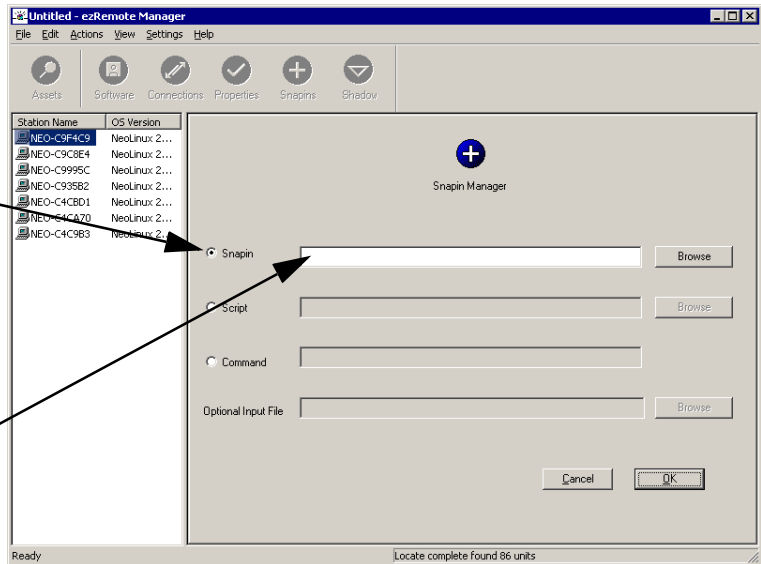 Untitled - ezRemote Manager
File Edit Actions View Settings Help
Assets Software Connections Properties Snapins Shadow
Station Name OS Version
NEO-C9F4C9 NeoLinux 2...
NEO-C9C8E4 NeoLinux 2...
NEO-C9995C NeoLinux 2...
NEO-C935B2 NeoLinux 2...
NEO-C4CBD1 NeoLinux 2...
NEO-C4CA70 NeoLinux 2...
NEO-C4C9B3 NeoLinux 2...
Snapin Manager
Snapin Browse
Script Browse
Command
Optional Input File Browse
Cancel OK
Ready Locate complete found 86 units